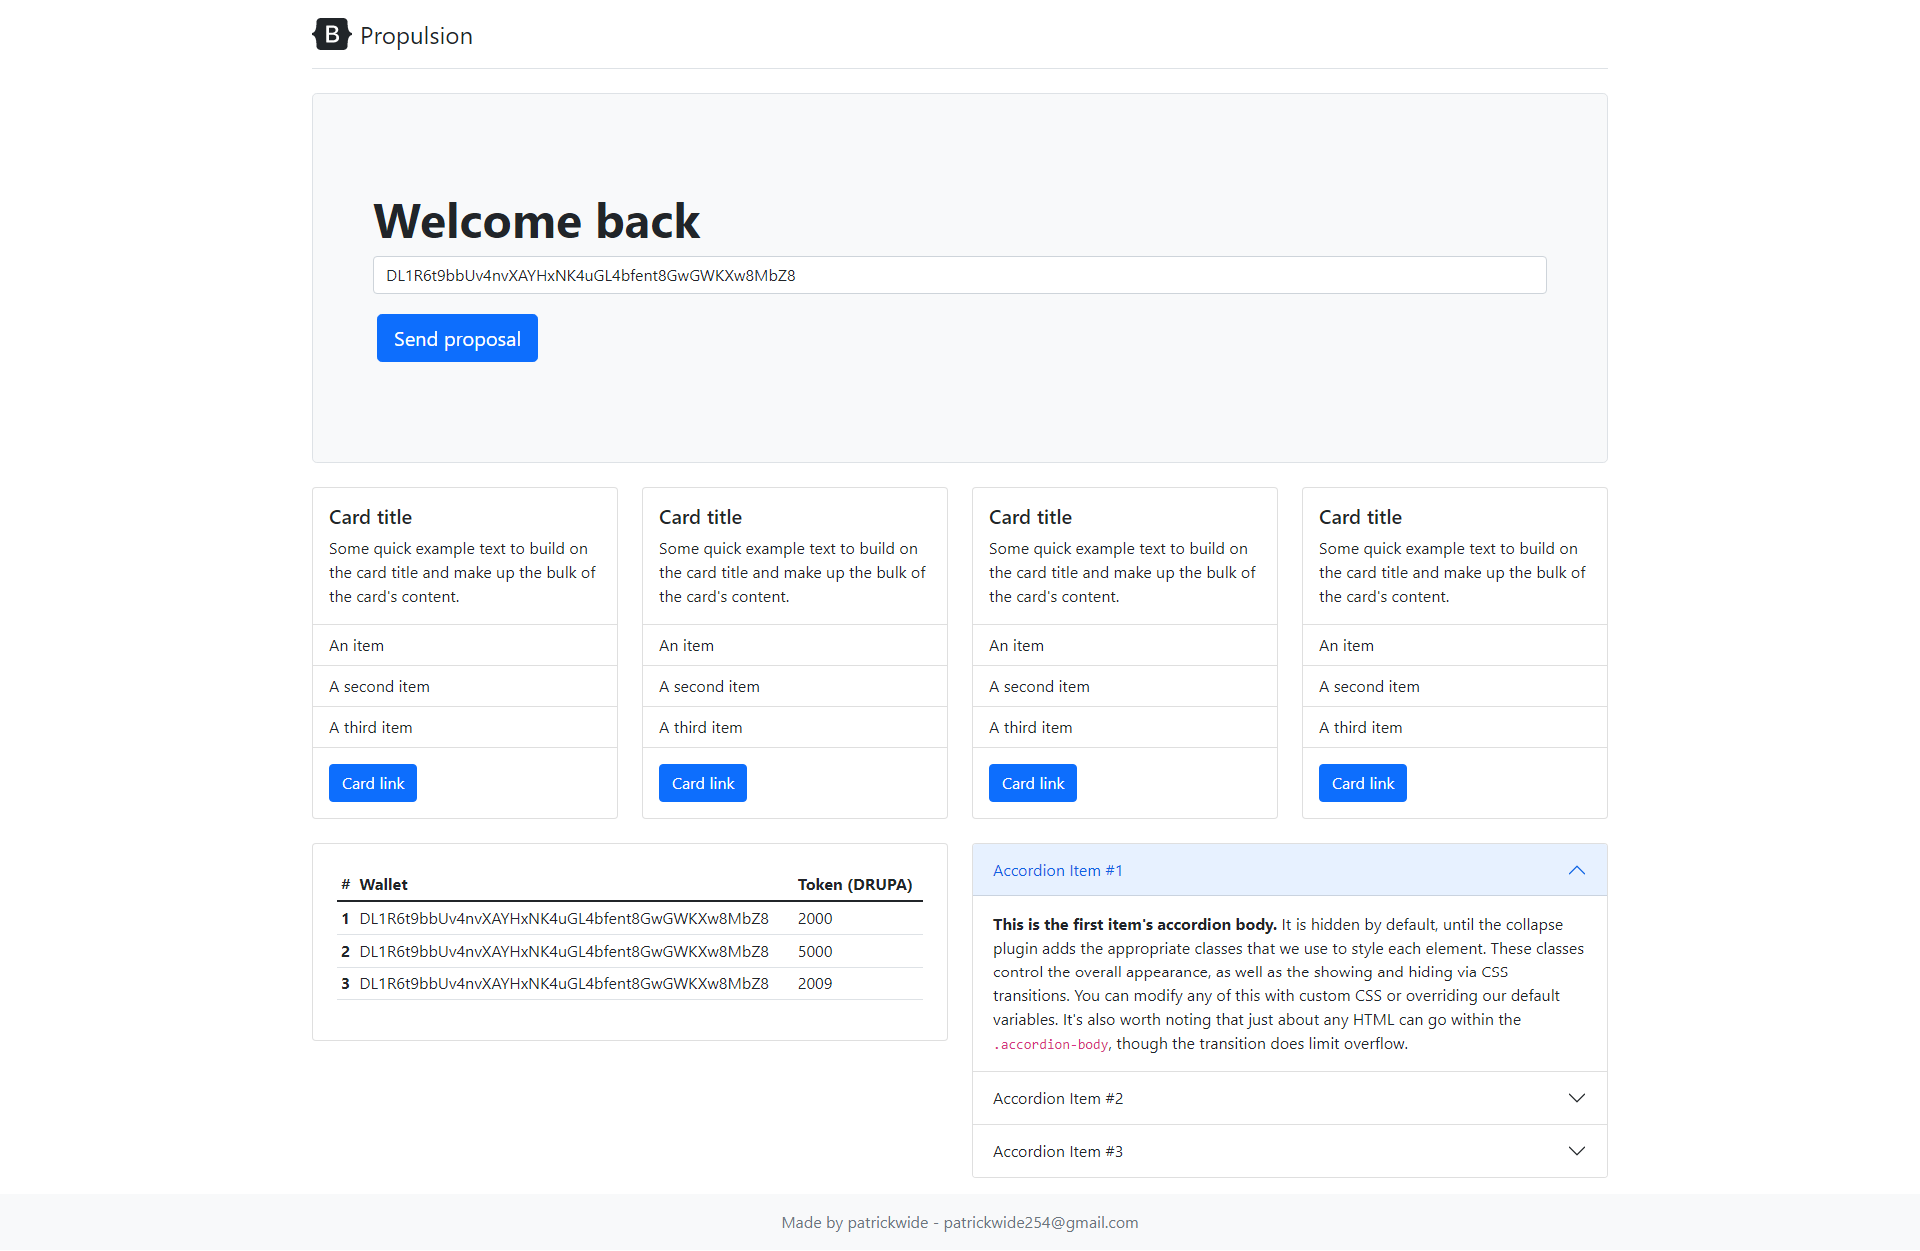 B Propulsion
Welcome back
DL1R6t9bbUv4nvXAYHxNK4uGL4bfent8GwGWKXw8MbZ8
Send proposal
Card title
Some quick example text to build on
the card title and make up the bulk of
the card's content.
An item
A second item
A third item
Card link
Card title
Some quick example text to build on
the card title and make up the bulk of
the card's content.
An item
A second item
A third item
Card link
Card title
Some quick example text to build on
the card title and make up the bulk of
the card's content.
An item
A second item
A third item
Card link
Card title
Some quick example text to build on
the card title and make up the bulk of
the card's content.
An item
A second item
A third item
Card link
# Wallet Token (DRUPA)
1 DL1R6t9bbUv4nvXAYHxNK4uGL4bfent8GwGWKXw8MbZ8 2000
2 DL1R6t9bbUv4nvXAYHxNK4uGL4bfent8GwGWKXw8MbZ8 5000
3 DL1R6t9bbUv4nvXAYHxNK4uGL4bfent8GwGWKXw8MbZ8 2009
Accordion Item #1
This is the first item's accordion body. It is hidden by default, until the collapse
plugin adds the appropriate classes that we use to style each element. These classes
control the overall appearance, as well as the showing and hiding via CSS
transitions. You can modify any of this with custom CSS or overriding our default
variables. It's also worth noting that just about any HTML can go within the
.accordion-body, though the transition does limit overflow.
Accordion Item #2
Accordion Item #3
Made by patrickwide - patrickwide254@gmail.com